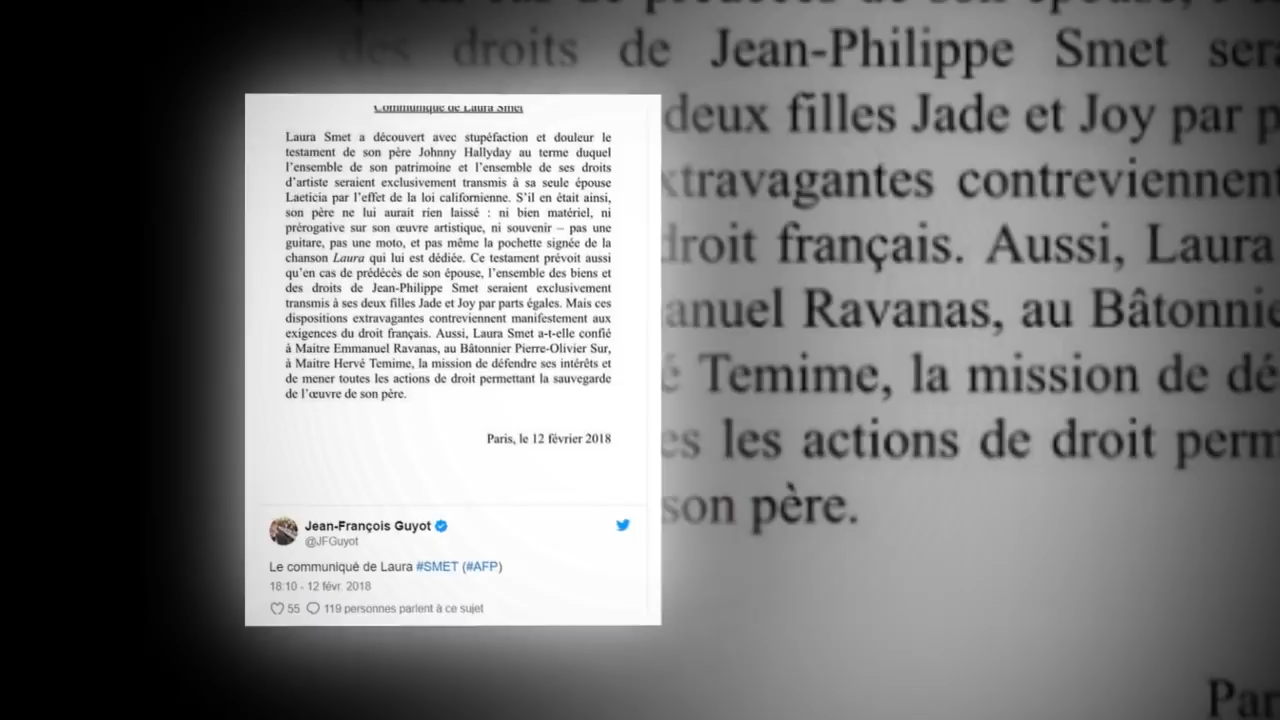 Communiqué de Laura Smet
Laura Smet a découvert avec stupéfaction et douleur le
testament de son père Johnny Hallyday au terme duquel
l'ensemble de son patrimoine et l'ensemble de ses droits
d'artiste seraient exclusivement transmis à sa seule épouse
Laeticia par l'effet de la loi californienne. S'il en était ainsi,
son père ne lui aurait rien laissé : ni bien matériel, ni
prérogative sur son œuvre artistique, ni souvenir – pas une
guitare, pas une moto, et pas même la pochette signée de la
chanson Laura qui lui est dédiée. Ce testament prévoit aussi
qu'en cas de prédécès de son épouse, l'ensemble des biens et
des droits de Jean-Philippe Smet seraient exclusivement
transmis à ses deux filles Jade et Joy par parts égales. Mais ces
dispositions extravagantes contreviennent manifestement aux
exigences du droit français. Aussi, Laura Smet a-t-elle confié
à Maitre Emmanuel Ravanas, au Bâtonnier Pierre-Olivier Sur,
à Maitre Hervé Temime, la mission de défendre ses intérêts et
de mener toutes les actions de droit permettant la sauvegarde
de l'œuvre de son père.
Paris, le 12 février 2018
Jean-François Guyot
@JFGuyot
Le communiqué de Laura #SMET (#AFP)
18:10 - 12 févr. 2018
55 119 personnes parlent à ce sujet
des droits de Jean-Philippe Smet ser
deux filles Jade et Joy par p
xtravagantes contreviennent
droit français. Aussi, Laura
anuel Ravanas, au Bâtonnie
é Temime, la mission de dé
es les actions de droit perm
son père.
Par